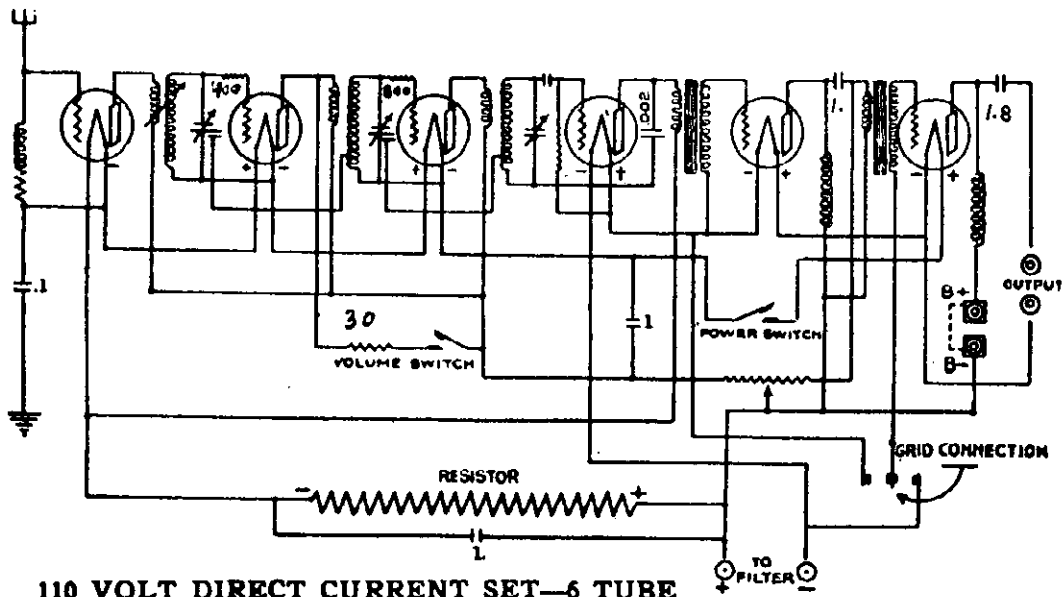 400
800
.002
1.
1.8
+ -
+ -
- +
- +
- +
.1
30
VOLUME SWITCH
1
POWER SWITCH
B+
B-
OUTPUT
GRID CONNECTION
RESISTOR
- +
1.
TO
FILTER
+ -
110 VOLT DIRECT CURRENT SET—6 TUBE